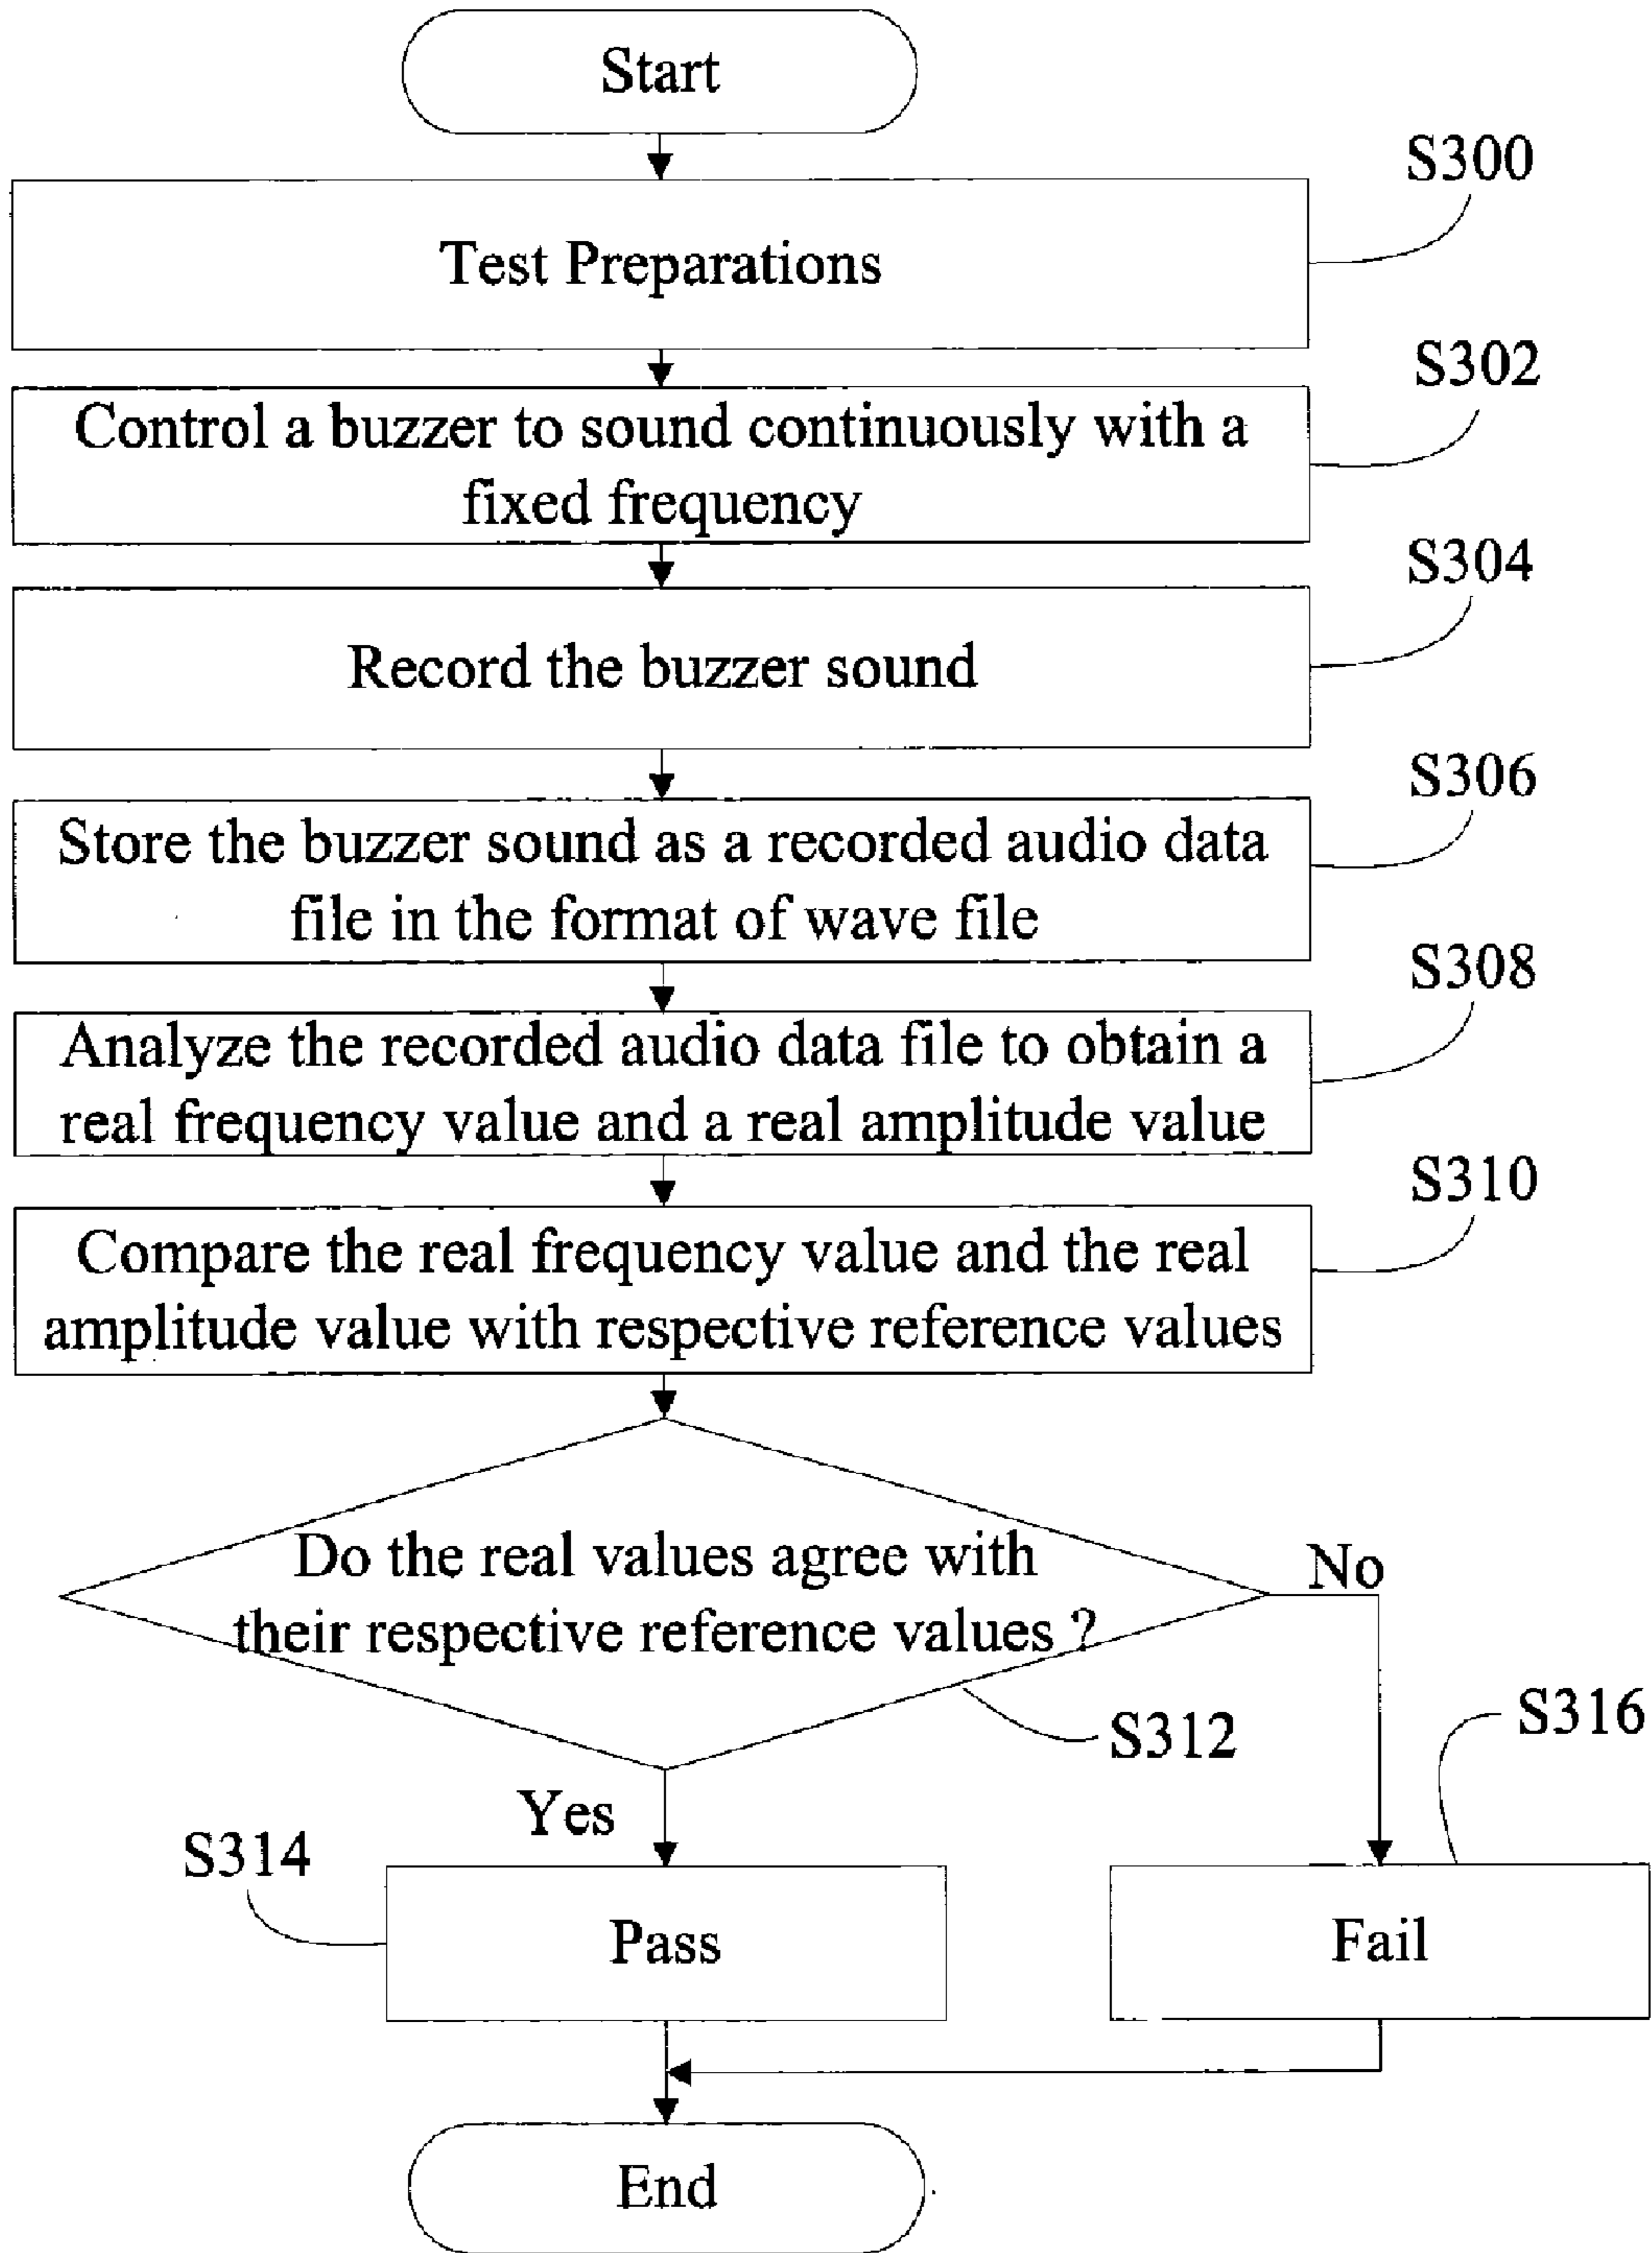 Start
S300
Test Preparations
S302
Control a buzzer to sound continuously with a
fixed frequency
S304
Record the buzzer sound
S306
Store the buzzer sound as a recorded audio data
file in the format of wave file
S308
Analyze the recorded audio data file to obtain a
real frequency value and a real amplitude value
S310
Compare the real frequency value and the real
amplitude value with respective reference values
Do the real values agree with
their respective reference values ?
No
S312
S316
Yes
S314
Pass
Fail
End